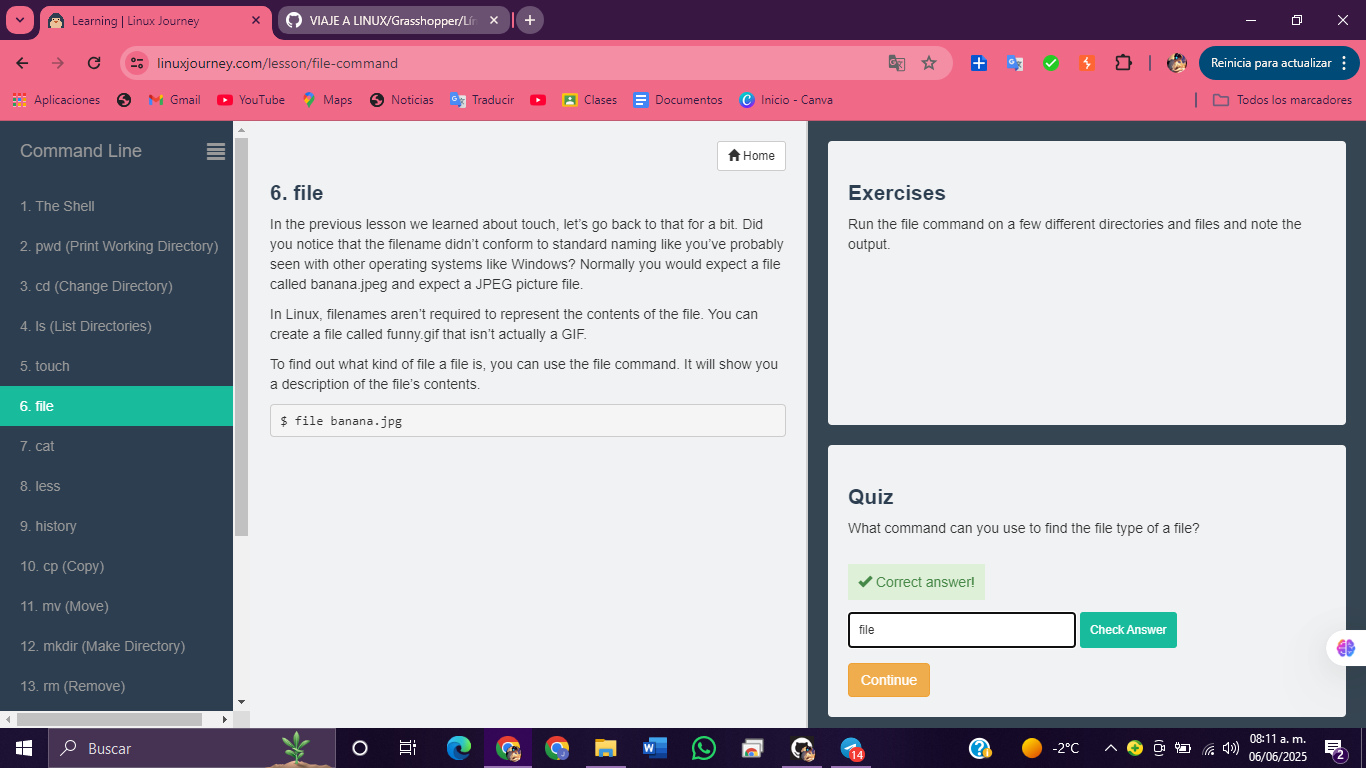 Learning | Linux Journey
VIAJE A LINUX/Grasshopper/Lin
linuxjourney.com/lesson/file-command
Reinicia para actualizar
Aplicaciones
Gmail
YouTube
Maps
Noticias
Traducir
Clases
Documentos
Inicio - Canva
Todos los marcadores
Command Line
1. The Shell
2. pwd (Print Working Directory)
3. cd (Change Directory)
4. ls (List Directories)
5. touch
6. file
7. cat
8. less
9. history
10. cp (Copy)
11. mv (Move)
12. mkdir (Make Directory)
13. rm (Remove)
Home
6. file
In the previous lesson we learned about touch, let’s go back to that for a bit. Did
you notice that the filename didn’t conform to standard naming like you’ve probably
seen with other operating systems like Windows? Normally you would expect a file
called banana.jpeg and expect a JPEG picture file.
In Linux, filenames aren’t required to represent the contents of the file. You can
create a file called funny.gif that isn’t actually a GIF.
To find out what kind of file a file is, you can use the file command. It will show you
a description of the file’s contents.
$ file banana.jpg
Exercises
Run the file command on a few different directories and files and note the
output.
Quiz
What command can you use to find the file type of a file?
Correct answer!
file
Check Answer
Continue
Buscar
14
-2°C
08:11 a. m.
06/06/2025
2